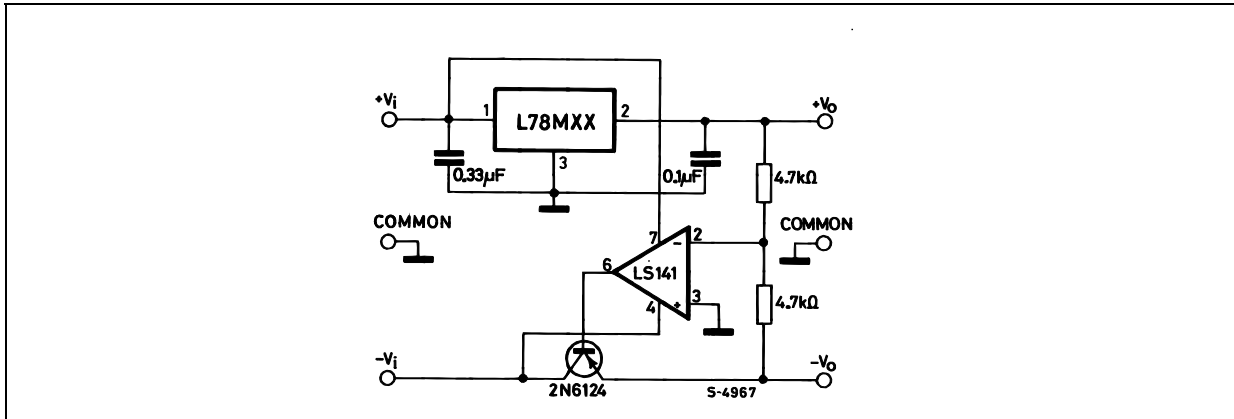 +Vi
1
L78MXX
2
+Vo
3
0.33µF
0.1µF
4.7kΩ
COMMON
COMMON
7
-
2
6
LS141
4
+
3
4.7kΩ
-Vi
-Vo
2N6124
S-4967